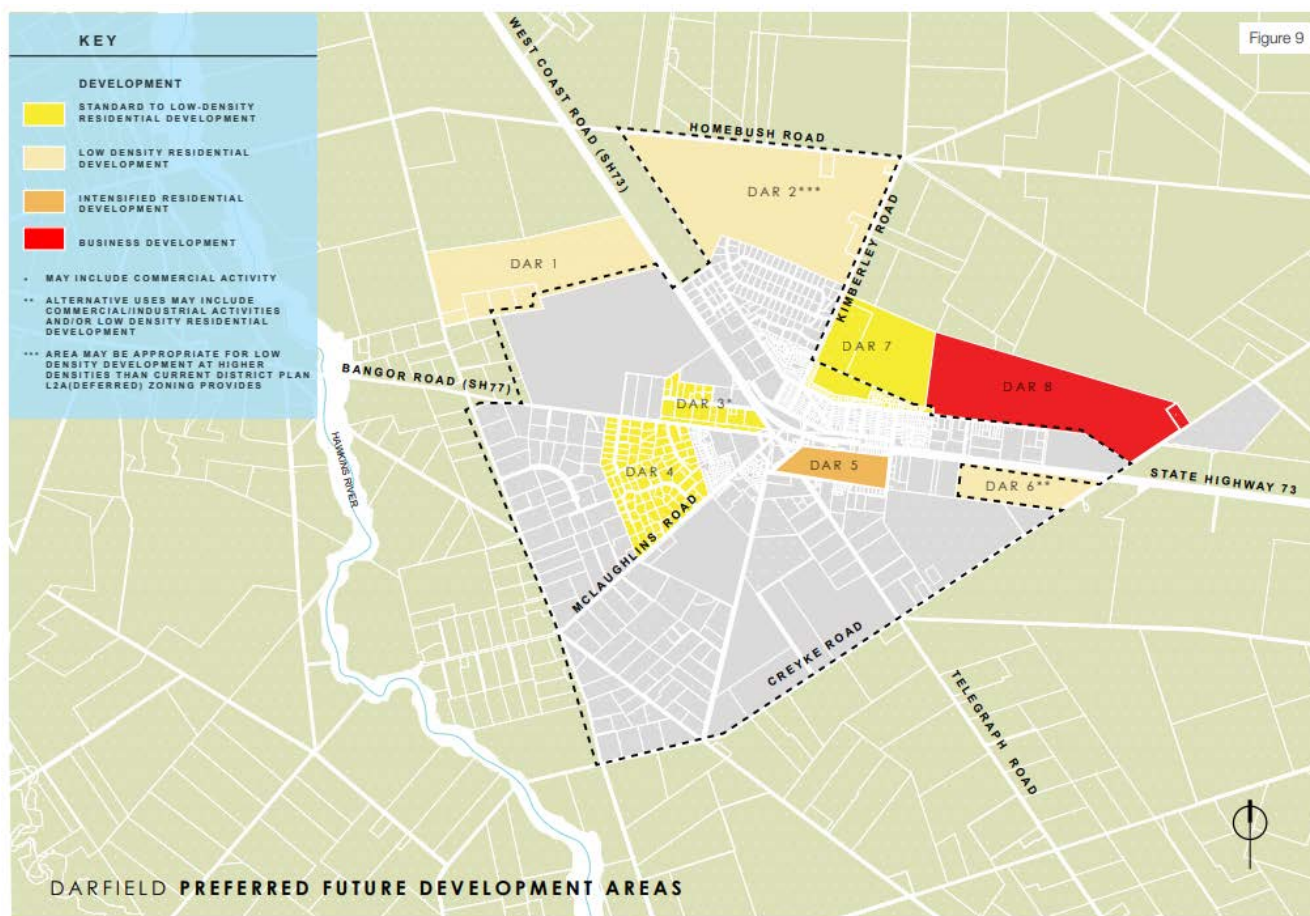 Figure 9
KEY
DEVELOPMENT
STANDARD TO LOW-DENSITY
RESIDENTIAL DEVELOPMENT
LOW DENSITY RESIDENTIAL
DEVELOPMENT
INTENSIFIED RESIDENTIAL
DEVELOPMENT
BUSINESS DEVELOPMENT
* MAY INCLUDE COMMERCIAL ACTIVITY
** ALTERNATIVE USES MAY INCLUDE
COMMERCIAL/INDUSTRIAL ACTIVITIES
AND/OR LOW DENSITY RESIDENTIAL
DEVELOPMENT
*** AREA MAY BE APPROPRIATE FOR LOW
DENSITY DEVELOPMENT AT HIGHER
DENSITIES THAN CURRENT DISTRICT PLAN
L2A(DEFERRED) ZONING PROVIDES
WEST COAST ROAD (SH73)
HOMEBUSH ROAD
DAR 2***
KIMBERLEY ROAD
DAR 1
BANGOR ROAD (SH77)
DAR 7
DAR 8
DAR 3*
DAR 4
DAR 5
DAR 6**
STATE HIGHWAY 73
HAWKINS RIVER
MCLAUGHLINS ROAD
CREYKE ROAD
TELEGRAPH ROAD
DARFIELD PREFERRED FUTURE DEVELOPMENT AREAS